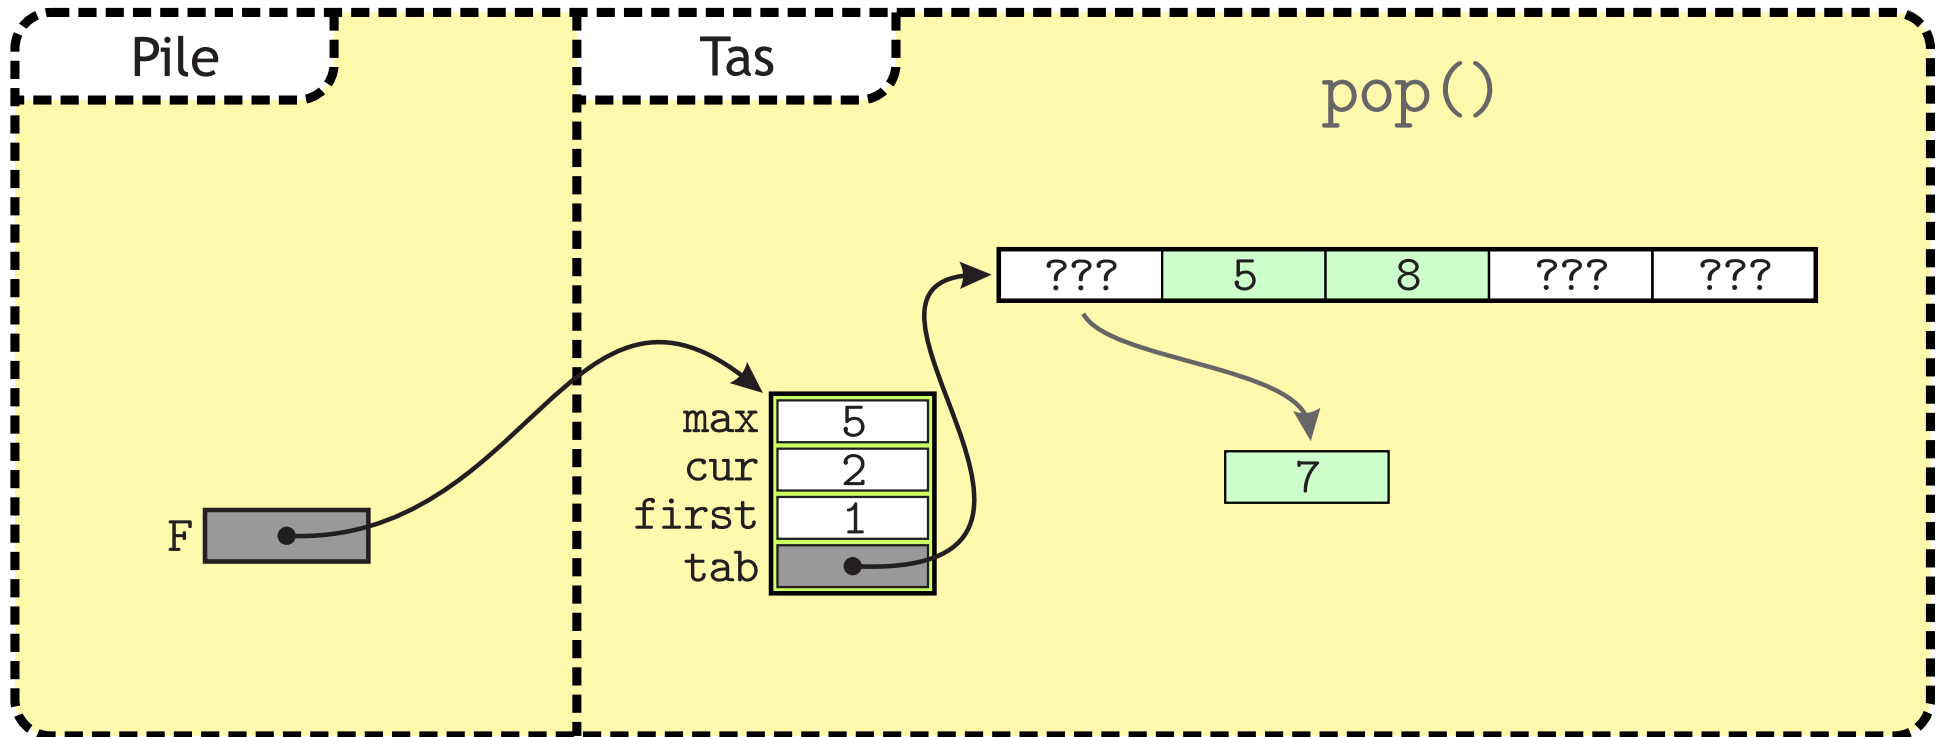 Pile
Tas
pop()
??? 5 8 ??? ???
max 5
cur 2
first 1
tab
F
7